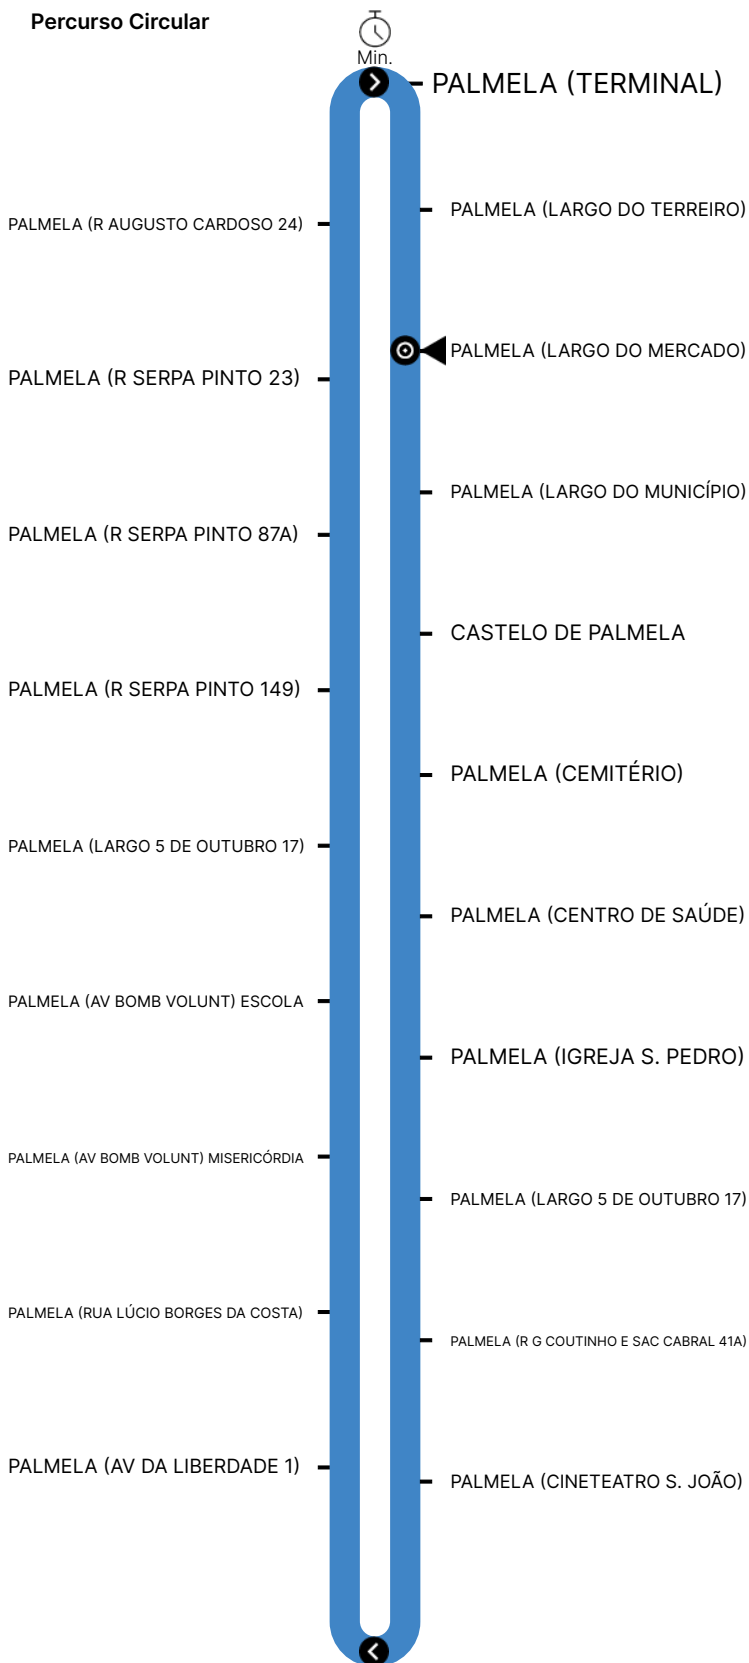 Percurso Circular
Min.
PALMELA (TERMINAL)
PALMELA (LARGO DO TERREIRO)
PALMELA (LARGO DO MERCADO)
PALMELA (LARGO DO MUNICÍPIO)
CASTELO DE PALMELA
PALMELA (CEMITÉRIO)
PALMELA (CENTRO DE SAÚDE)
PALMELA (IGREJA S. PEDRO)
PALMELA (LARGO 5 DE OUTUBRO 17)
PALMELA (R G COUTINHO E SAC CABRAL 41A)
PALMELA (CINETEATRO S. JOÃO)
PALMELA (R AUGUSTO CARDOSO 24)
PALMELA (R SERPA PINTO 23)
PALMELA (R SERPA PINTO 87A)
PALMELA (R SERPA PINTO 149)
PALMELA (LARGO 5 DE OUTUBRO 17)
PALMELA (AV BOMB VOLUNT) ESCOLA
PALMELA (AV BOMB VOLUNT) MISERICÓRDIA
PALMELA (RUA LÚCIO BORGES DA COSTA)
PALMELA (AV DA LIBERDADE 1)